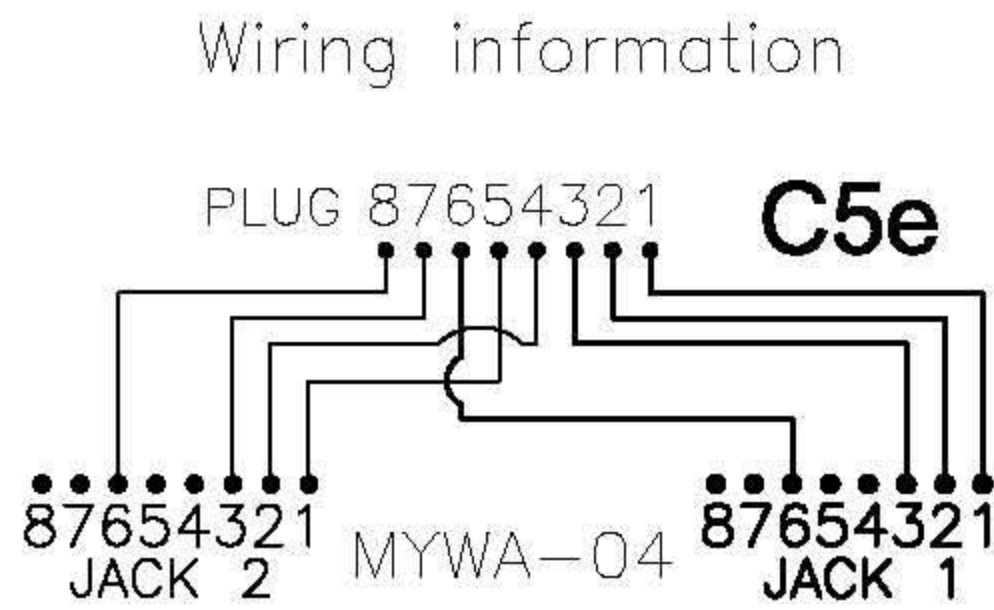 Wiring information
PLUG 87654321
C5e
87654321
JACK 2
MYWA-04
87654321
JACK 1